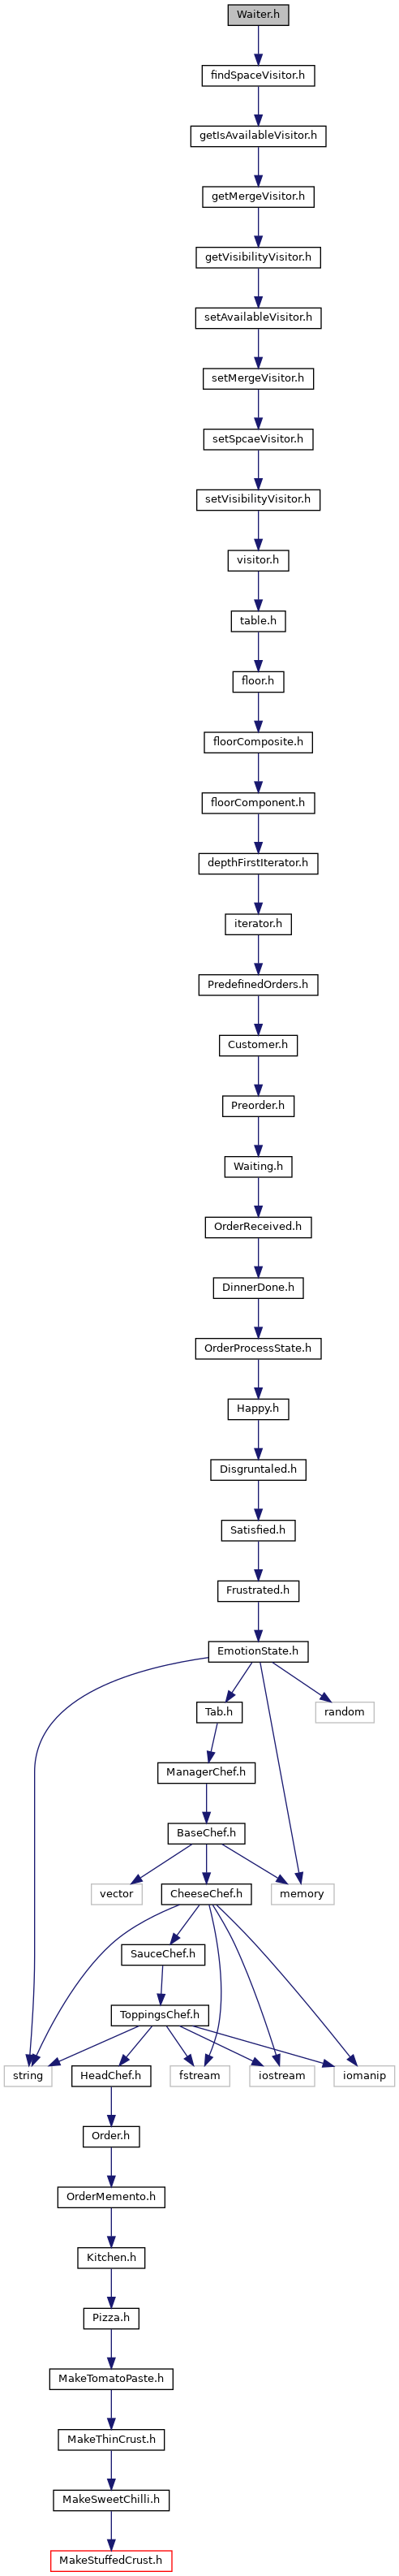 Waiter.h
findSpaceVisitor.h
getIsAvailableVisitor.h
getMergeVisitor.h
getVisibilityVisitor.h
setAvailableVisitor.h
setMergeVisitor.h
setSpcaeVisitor.h
setVisibilityVisitor.h
visitor.h
table.h
floor.h
floorComposite.h
floorComponent.h
depthFirstIterator.h
iterator.h
PredefinedOrders.h
Customer.h
Preorder.h
Waiting.h
OrderReceived.h
DinnerDone.h
OrderProcessState.h
Happy.h
Disgruntaled.h
Satisfied.h
Frustrated.h
EmotionState.h
Tab.h
random
ManagerChef.h
BaseChef.h
vector
CheeseChef.h
memory
SauceChef.h
ToppingsChef.h
string
HeadChef.h
fstream
iostream
iomanip
Order.h
OrderMemento.h
Kitchen.h
Pizza.h
MakeTomatoPaste.h
MakeThinCrust.h
MakeSweetChilli.h
MakeStuffedCrust.h